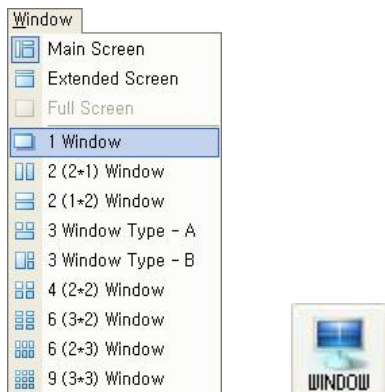 Window
Main Screen
Extended Screen
Full Screen
1 Window
2 (2*1) Window
2 (1*2) Window
3 Window Type - A
3 Window Type - B
4 (2*2) Window
6 (3*2) Window
6 (2*3) Window
9 (3*3) Window
WINDOW